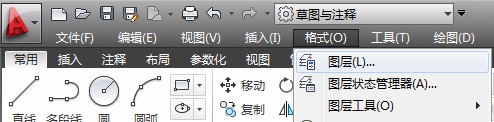 草图与注释
文件(F) 编辑(E) 视图(V) 插入(I) 格式(O) 工具(T) 绘图(D)
常用 插入 注释 布局 参数化 视图
图层(L)...
图层状态管理器(A)...
图层工具(O)
移动
复制
直线 多段线 圆 圆弧